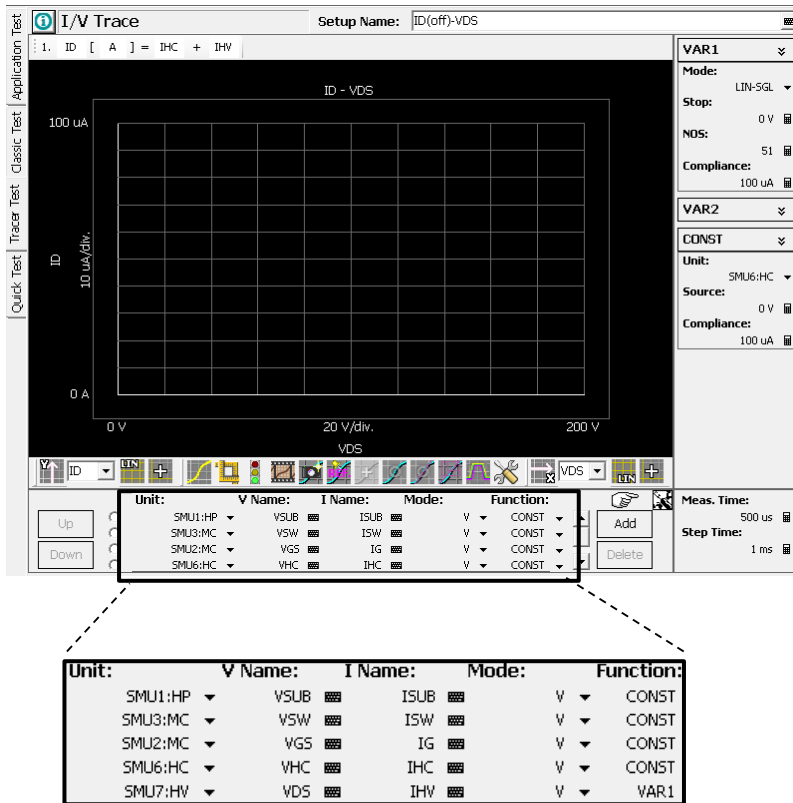 I/V Trace
Setup Name: ID(off)-VDS
Application Test
Classic Test
Tracer Test
Quick Test
1. ID [ A ] = IHC + IHV
ID - VDS
100 uA
ID
10 uA/div.
0 A
0 V 20 V/div. 200 V
VDS
VAR1
Mode:
LIN-SGL
Stop:
0 V
NOS:
51
Compliance:
100 uA
VAR2
CONST
Unit:
SMU6:HC
Source:
0 V
Compliance:
100 uA
Y ID LIN X VDS LIN
Unit: V Name: I Name: Mode: Function:
SMU1:HP VSUB ISUB V CONST
SMU3:MC VSW ISW V CONST
SMU2:MC VGS IG V CONST
SMU6:HC VHC IHC V CONST
Up
Down
Add
Delete
Meas. Time:
500 us
Step Time:
1 ms
Unit: V Name: I Name: Mode: Function:
SMU1:HP VSUB ISUB V CONST
SMU3:MC VSW ISW V CONST
SMU2:MC VGS IG V CONST
SMU6:HC VHC IHC V CONST
SMU7:HV VDS IHV V VAR1